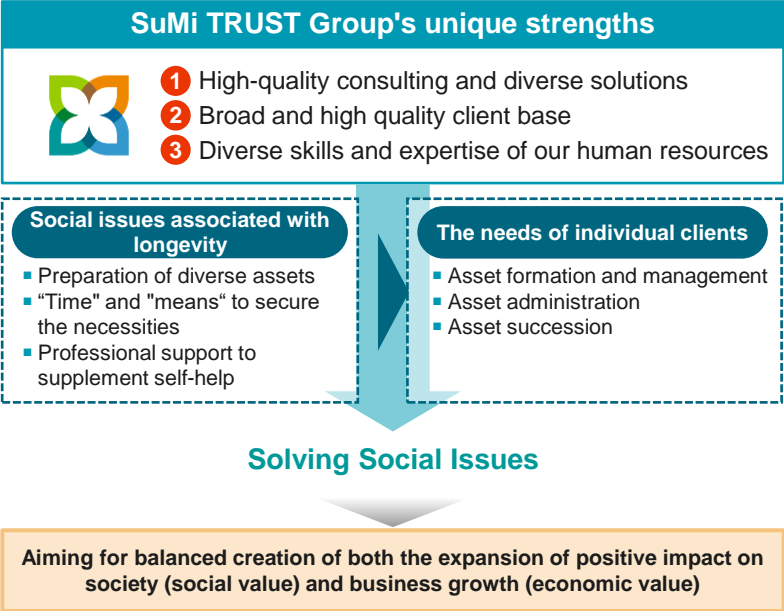 SuMi TRUST Group's unique strengths
1 High-quality consulting and diverse solutions
2 Broad and high quality client base
3 Diverse skills and expertise of our human resources
Social issues associated with
longevity
▪ Preparation of diverse assets
▪ “Time" and "means“ to secure
the necessities
▪ Professional support to
supplement self-help
The needs of individual clients
▪ Asset formation and management
▪ Asset administration
▪ Asset succession
Solving Social Issues
Aiming for balanced creation of both the expansion of positive impact on
society (social value) and business growth (economic value)